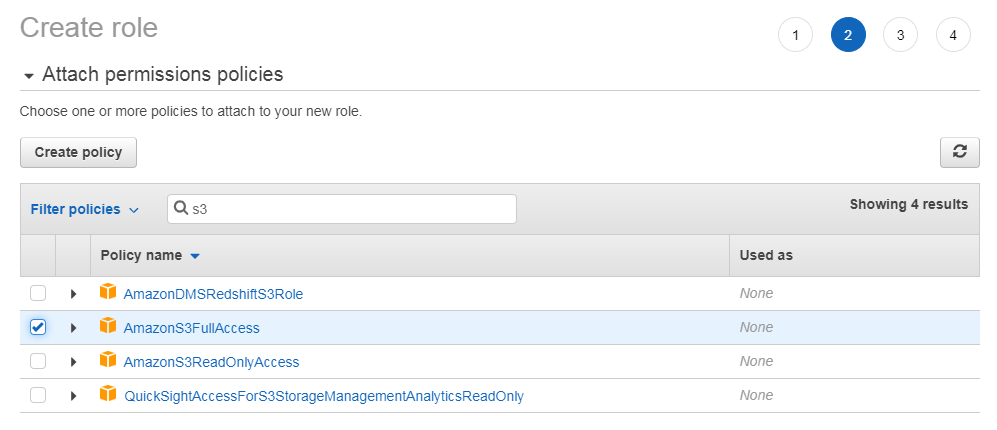 Create role
1 2 3 4
Attach permissions policies
Choose one or more policies to attach to your new role.
Create policy
Filter policies s3 Showing 4 results
Policy name Used as
AmazonDMSRedshiftS3Role None
AmazonS3FullAccess None
AmazonS3ReadOnlyAccess None
QuickSightAccessForS3StorageManagementAnalyticsReadOnly None